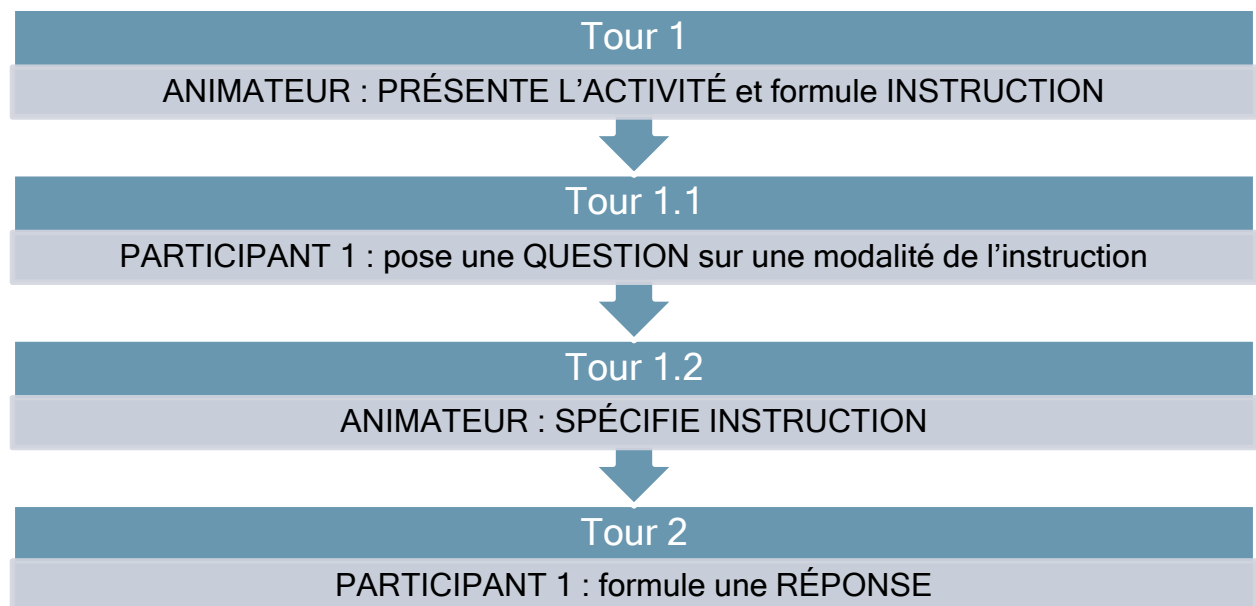 Tour 1
ANIMATEUR : PRÉSENTE L’ACTIVITÉ et formule INSTRUCTION
Tour 1.1
PARTICIPANT 1 : pose une QUESTION sur une modalité de l’instruction
Tour 1.2
ANIMATEUR : SPÉCIFIE INSTRUCTION
Tour 2
PARTICIPANT 1 : formule une RÉPONSE